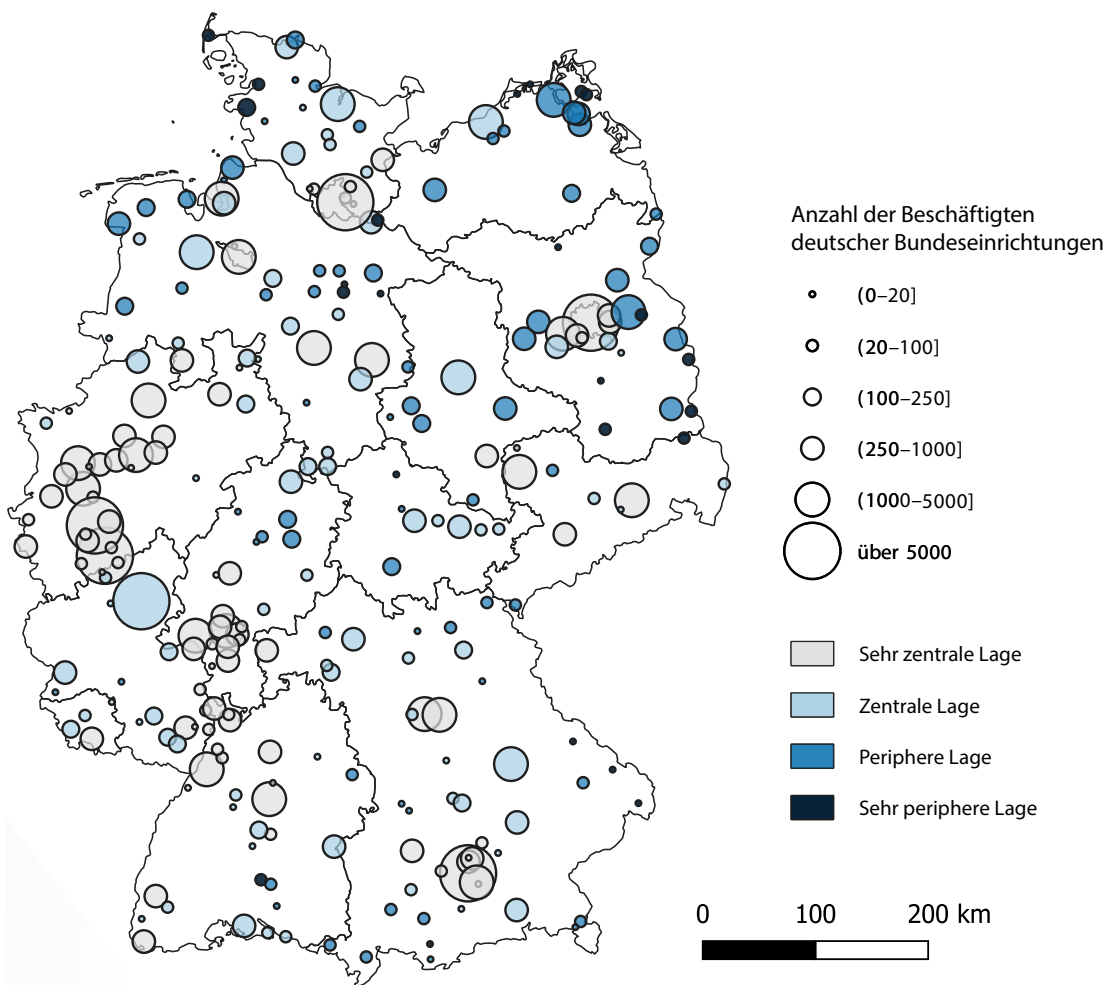 Anzahl der Beschäftigten
deutscher Bundeseinrichtungen
(0–20]
(20–100]
(100–250]
(250–1000]
(1000–5000]
über 5000
Sehr zentrale Lage
Zentrale Lage
Periphere Lage
Sehr periphere Lage
0 100 200 km